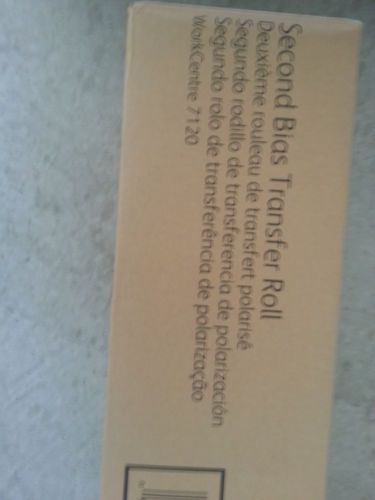 Second Bias Transfer Roll
Deuxième rouleau de transfert polarisé
Segundo rodillo de transferencia de polarización
Segundo rolo de transferência de polarização
WorkCentre 7120